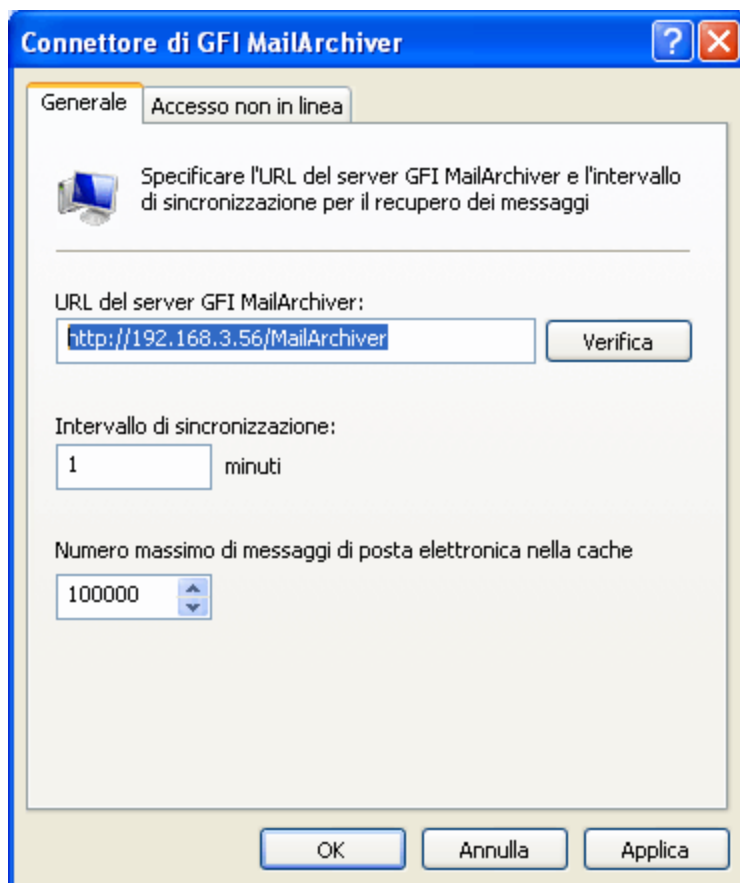 Connettore di GFI MailArchiver
Generale
Accesso non in linea
Specificare l'URL del server GFI MailArchiver e l'intervallo
di sincronizzazione per il recupero dei messaggi
URL del server GFI MailArchiver:
http://192.168.3.56/MailArchiver
Verifica
Intervallo di sincronizzazione:
1
minuti
Numero massimo di messaggi di posta elettronica nella cache
100000
OK
Annulla
Applica